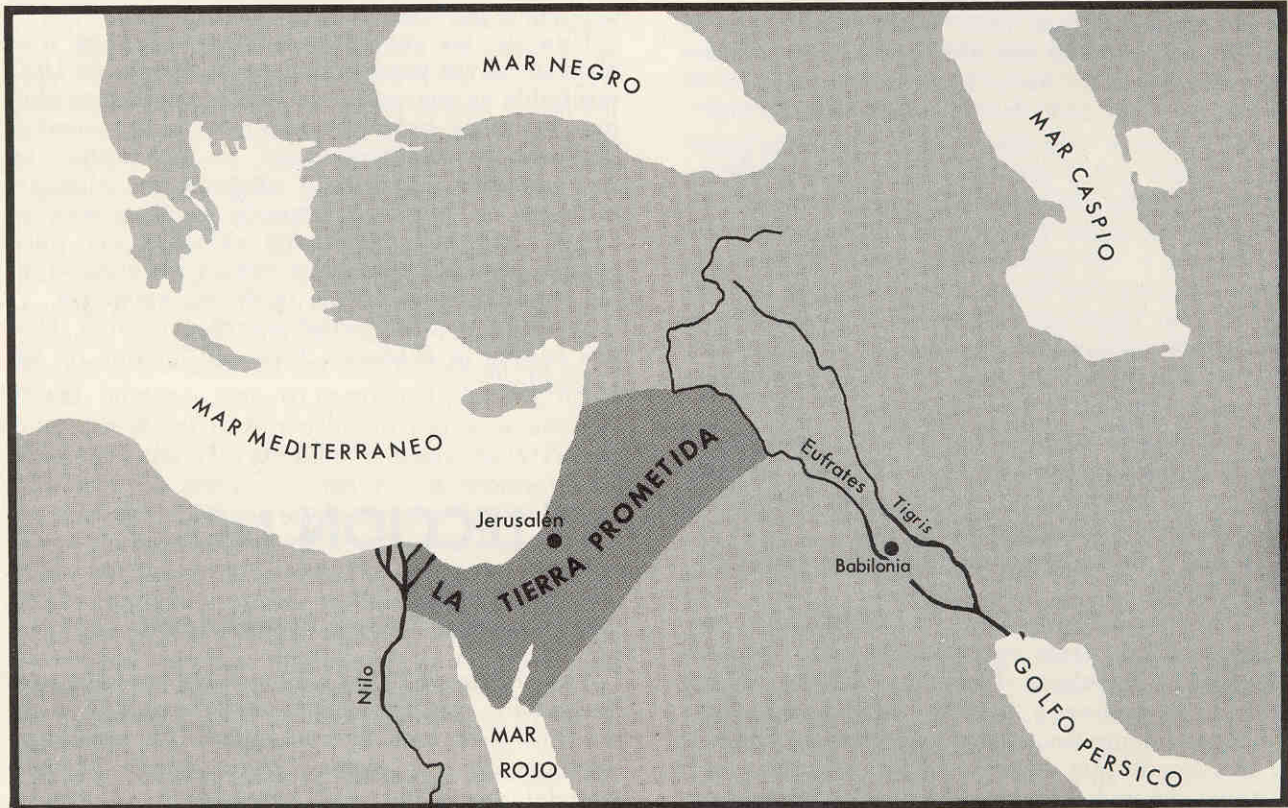 MAR NEGRO
MAR CASPIO
MAR MEDITERRANEO
LA TIERRA PROMETIDA
Eufrates
Tigris
Jerusalén
Babilonia
Nilo
MAR
ROJO
GOLFO PERSICO